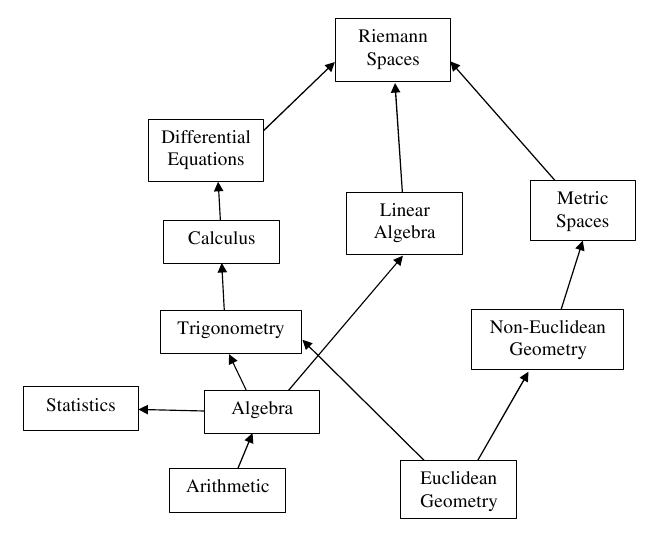 Riemann
Spaces
Differential
Equations
Linear
Algebra
Metric
Spaces
Calculus
Trigonometry
Non-Euclidean
Geometry
Statistics
Algebra
Arithmetic
Euclidean
Geometry